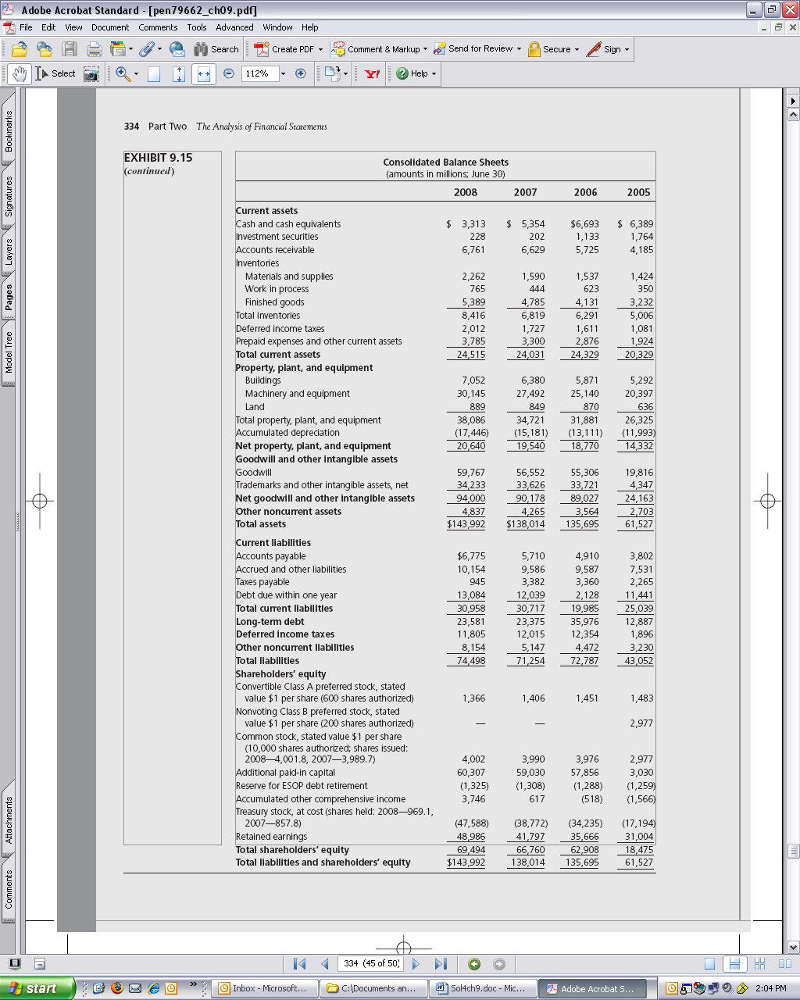 Adobe Acrobat Standard - [pen79662_ch09.pdf]
File Edit View Document Comments Tools Advanced Window Help
Search Create PDF Comment & Markup Send for Review Secure Sign
Select 112% Y! Help
Bookmarks
Signatures
Layers
Pages
Model Tree
Attachments
Comments
334 Part Two The Analysis of Financial Statements
EXHIBIT 9.15
(continued)
Consolidated Balance Sheets
(amounts in millions; June 30)
2008 2007 2006 2005
Current assets
Cash and cash equivalents $ 3,313 $ 5,354 $6,693 $ 6,389
Investment securities 228 202 1,133 1,764
Accounts receivable 6,761 6,629 5,725 4,185
Inventories
Materials and supplies 2,262 1,590 1,537 1,424
Work in process 765 444 623 350
Finished goods 5,389 4,785 4,131 3,232
Total inventories 8,416 6,819 6,291 5,006
Deferred income taxes 2,012 1,727 1,611 1,081
Prepaid expenses and other current assets 3,785 3,300 2,876 1,924
Total current assets 24,515 24,031 24,329 20,329
Property, plant, and equipment
Buildings 7,052 6,380 5,871 5,292
Machinery and equipment 30,145 27,492 25,140 20,397
Land 889 849 870 636
Total property, plant, and equipment 38,086 34,721 31,881 26,325
Accumulated depreciation (17,446) (15,181) (13,111) (11,993)
Net property, plant, and equipment 20,640 19,540 18,770 14,332
Goodwill and other intangible assets
Goodwill 59,767 56,552 55,306 19,816
Trademarks and other intangible assets, net 34,233 33,626 33,721 4,347
Net goodwill and other intangible assets 94,000 90,178 89,027 24,163
Other noncurrent assets 4,837 4,265 3,564 2,703
Total assets $143,992 $138,014 135,695 61,527
Current liabilities
Accounts payable $6,775 5,710 4,910 3,802
Accrued and other liabilities 10,154 9,586 9,587 7,531
Taxes payable 945 3,382 3,360 2,265
Debt due within one year 13,084 12,039 2,128 11,441
Total current liabilities 30,958 30,717 19,985 25,039
Long-term debt 23,581 23,375 35,976 12,887
Deferred income taxes 11,805 12,015 12,354 1,896
Other noncurrent liabilities 8,154 5,147 4,472 3,230
Total liabilities 74,498 71,254 72,787 43,052
Shareholders' equity
Convertible Class A preferred stock, stated
value $1 per share (600 shares authorized) 1,366 1,406 1,451 1,483
Nonvoting Class B preferred stock, stated
value $1 per share (200 shares authorized) — — 2,977
Common stock, stated value $1 per share
(10,000 shares authorized; shares issued:
2008—4,001.8, 2007—3,989.7) 4,002 3,990 3,976 2,977
Additional paid-in capital 60,307 59,030 57,856 3,030
Reserve for ESOP debt retirement (1,325) (1,308) (1,288) (1,259)
Accumulated other comprehensive income 3,746 617 (518) (1,566)
Treasury stock, at cost (shares held: 2008—969.1,
2007—857.8) (47,588) (38,772) (34,235) (17,194)
Retained earnings 48,986 41,797 35,666 31,004
Total shareholders' equity 69,494 66,760 62,908 18,475
Total liabilities and shareholders' equity $143,992 138,014 135,695 61,527
334 (45 of 50)
start Inbox - Microsoft... C:\Documents an... Sol4ch9.doc - Mic... Adobe Acrobat S... 2:04 PM